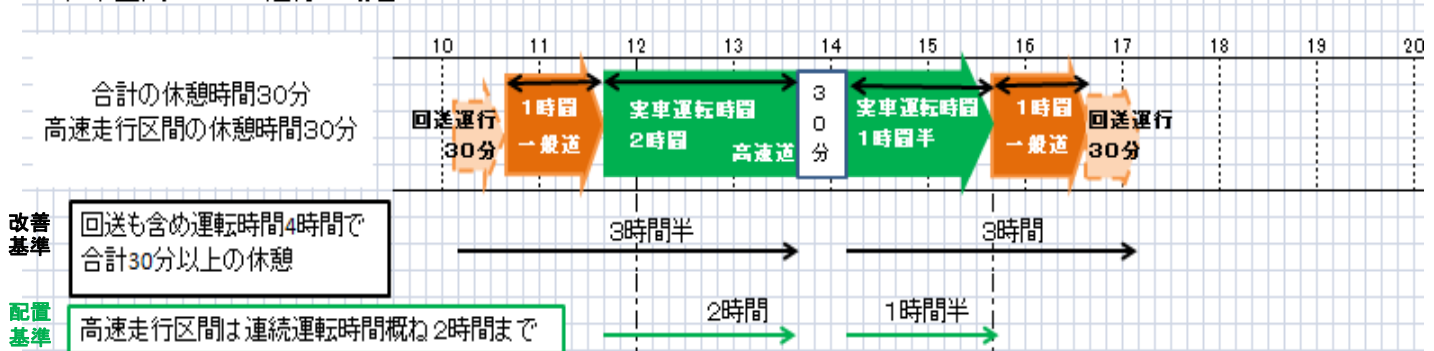 10 11 12 13 14 15 16 17 18 19 20
合計の休憩時間30分
高速走行区間の休憩時間30分
回送運行
30分
1時間
一般道
実車運転時間
2時間
高速道
30分
実車運転時間
1時間半
1時間
一般道
回送運行
30分
改善
基準
回送も含め運転時間4時間で
合計30分以上の休憩
3時間半
3時間
配置
基準
高速走行区間は連続運転時間概ね2時間まで
2時間
1時間半